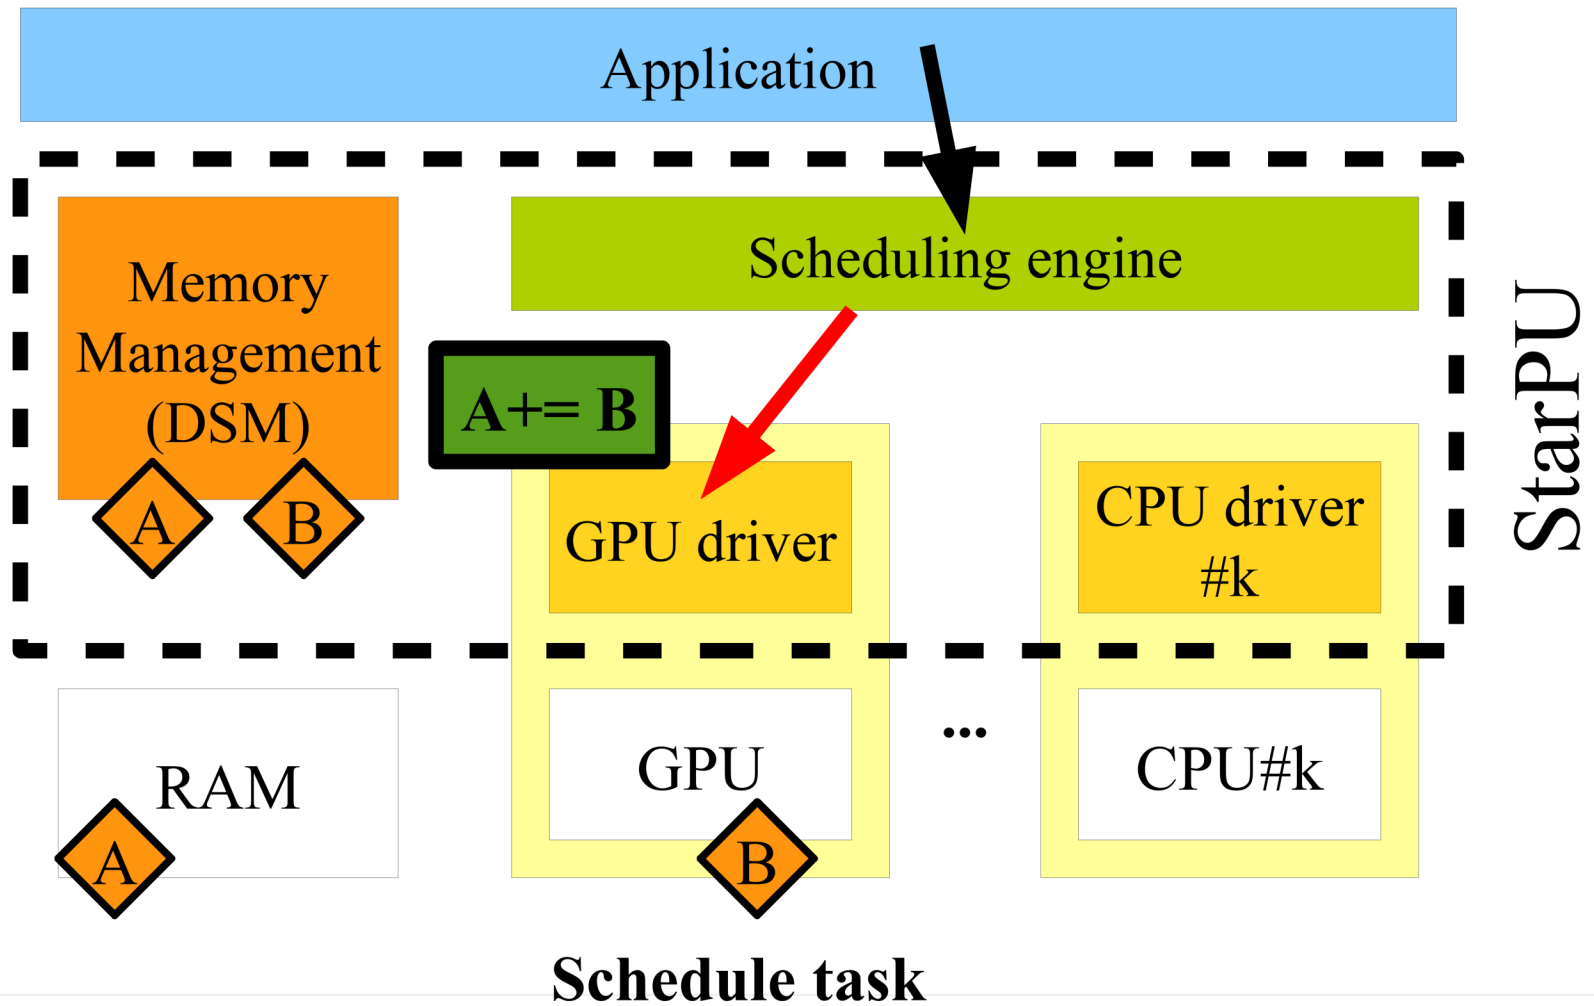 Application
Memory
Management
(DSM)
A
B
Scheduling engine
A+= B
GPU driver
CPU driver
#k
StarPU
RAM
A
GPU
B
...
CPU#k
Schedule task